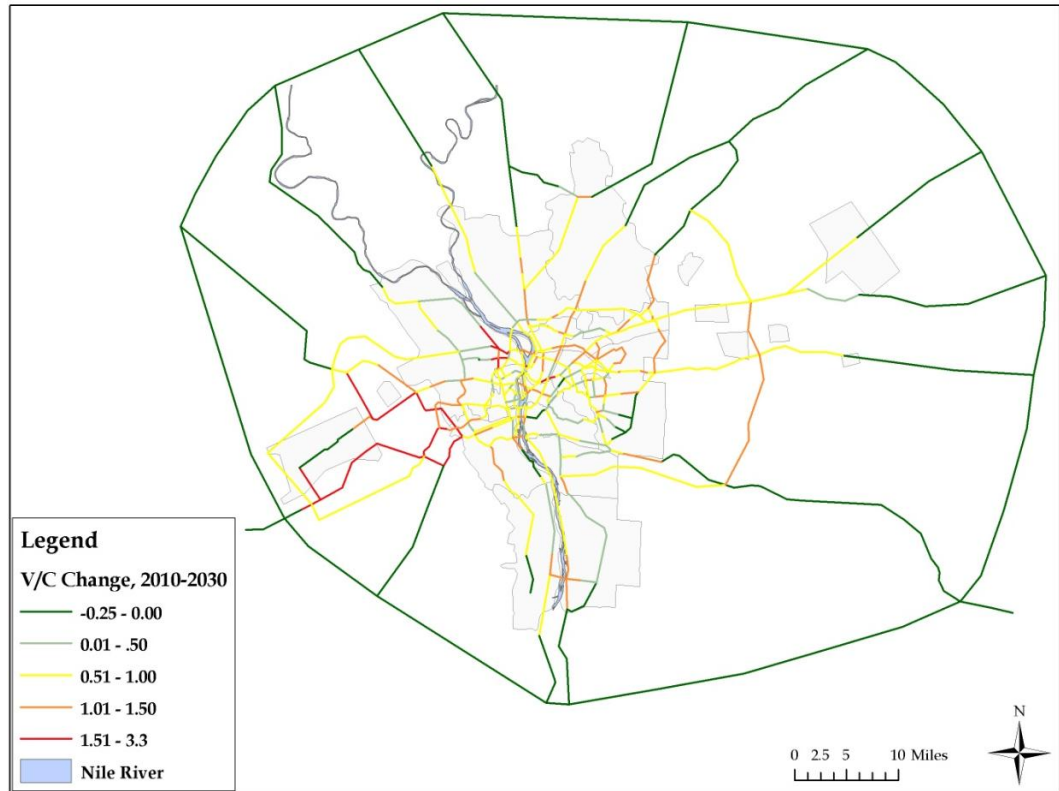 Legend
V/C Change, 2010-2030
-0.25 - 0.00
0.01 - .50
0.51 - 1.00
1.01 - 1.50
1.51 - 3.3
Nile River
N
0 2.5 5 10 Miles